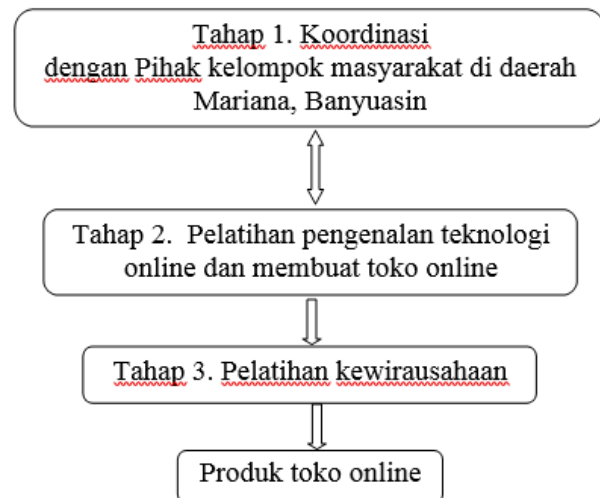 Tahap 1. Koordinasi
dengan Pihak kelompok masyarakat di daerah
Mariana, Banyuasin
Tahap 2. Pelatihan pengenalan teknologi
online dan membuat toko online
Tahap 3. Pelatihan kewirausahaan
Produk toko online